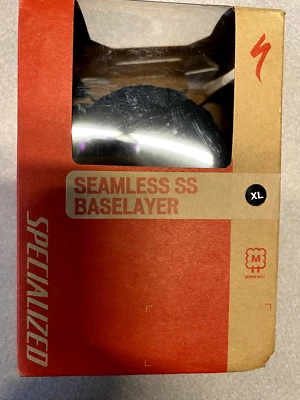 SEAMLESS SS
BASELAYER
XL
M
SPECIALIZED